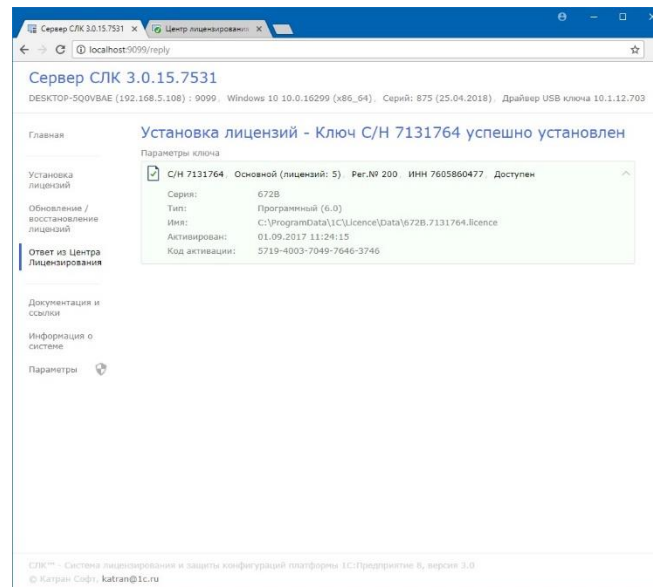 Сервер СЛК 3.0.15.7531
Центр лицензирования
localhost:9099/reply
Сервер СЛК 3.0.15.7531
DESKTOP-5Q0VBAE (192.168.5.108) : 9099, Windows 10 10.0.16299 (x86_64), Серий: 875 (25.04.2018), Драйвер USB ключа 10.1.12.703
Главная
Установка лицензий
Обновление /
восстановление
лицензий
Ответ из Центра
Лицензирования
Документация и
ссылки
Информация о
системе
Параметры
Установка лицензий - Ключ С/Н 7131764 успешно установлен
Параметры ключа
С/Н 7131764, Основной (лицензий: 5), Рег.№ 200, ИНН 7605860477, Доступен
Серия: 672B
Тип: Программный (6.0)
Имя: C:\ProgramData\1C\Licence\Data\672B.7131764.licence
Активирован: 01.09.2017 11:24:15
Код активации: 5719-4003-7049-7646-3746
СЛК™ - Система лицензирования и защиты конфигураций платформы 1С:Предприятие 8, версия 3.0
© Катран Софт, katran@1c.ru